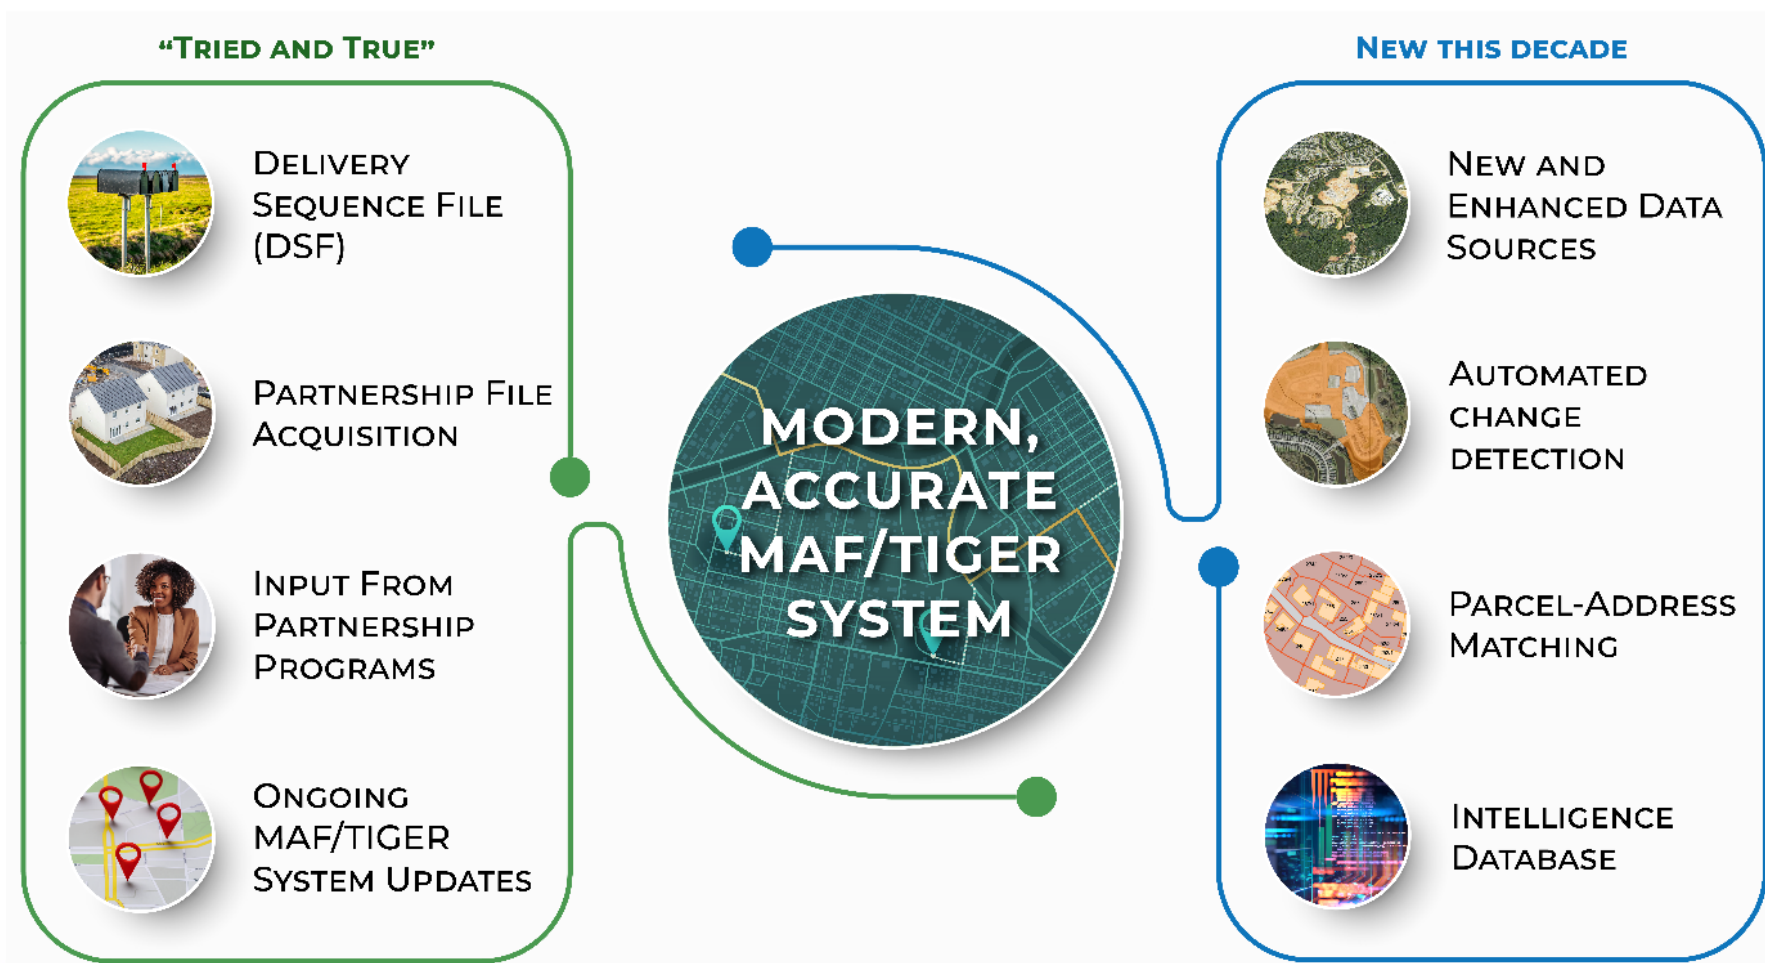 “Tried and True”
Delivery
Sequence File
(DSF)
Partnership File
Acquisition
Input From
Partnership
Programs
Ongoing
MAF/TIGER
System Updates
MODERN,
ACCURATE
MAF/TIGER
SYSTEM
New this decade
New and
Enhanced Data
Sources
Automated
change
detection
Parcel-Address
Matching
Intelligence
Database